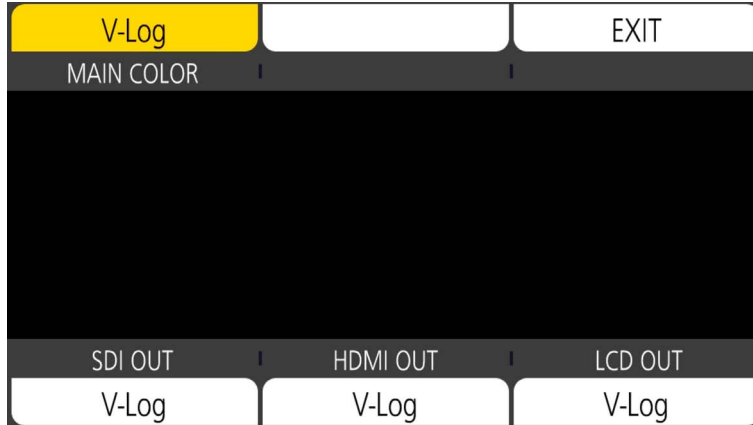 V-Log EXIT
MAIN COLOR
SDI OUT HDMI OUT LCD OUT
V-Log V-Log V-Log